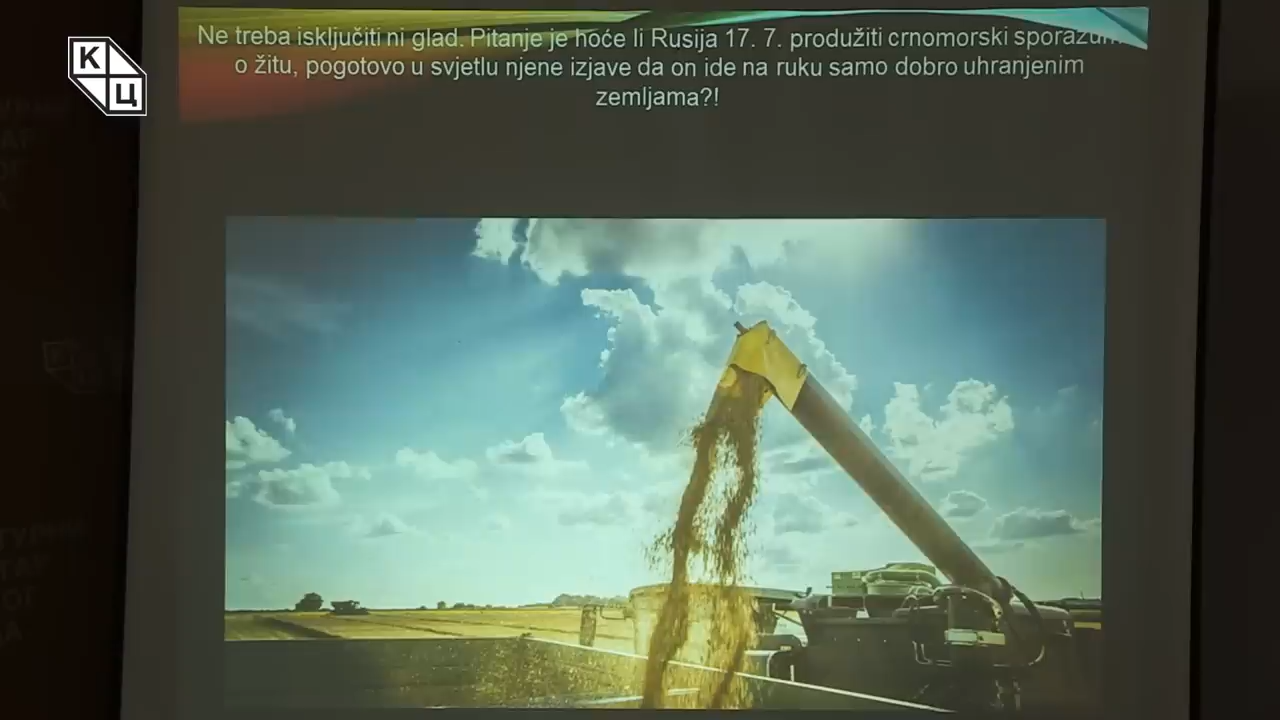 К
Ц
Ne treba isključiti ni glad. Pitanje je hoće li Rusija 17. 7. produžiti crnomorski sporazum
o žitu, pogotovo u svjetlu njene izjave da on ide na ruku samo dobro uhranjenim
zemljama?!